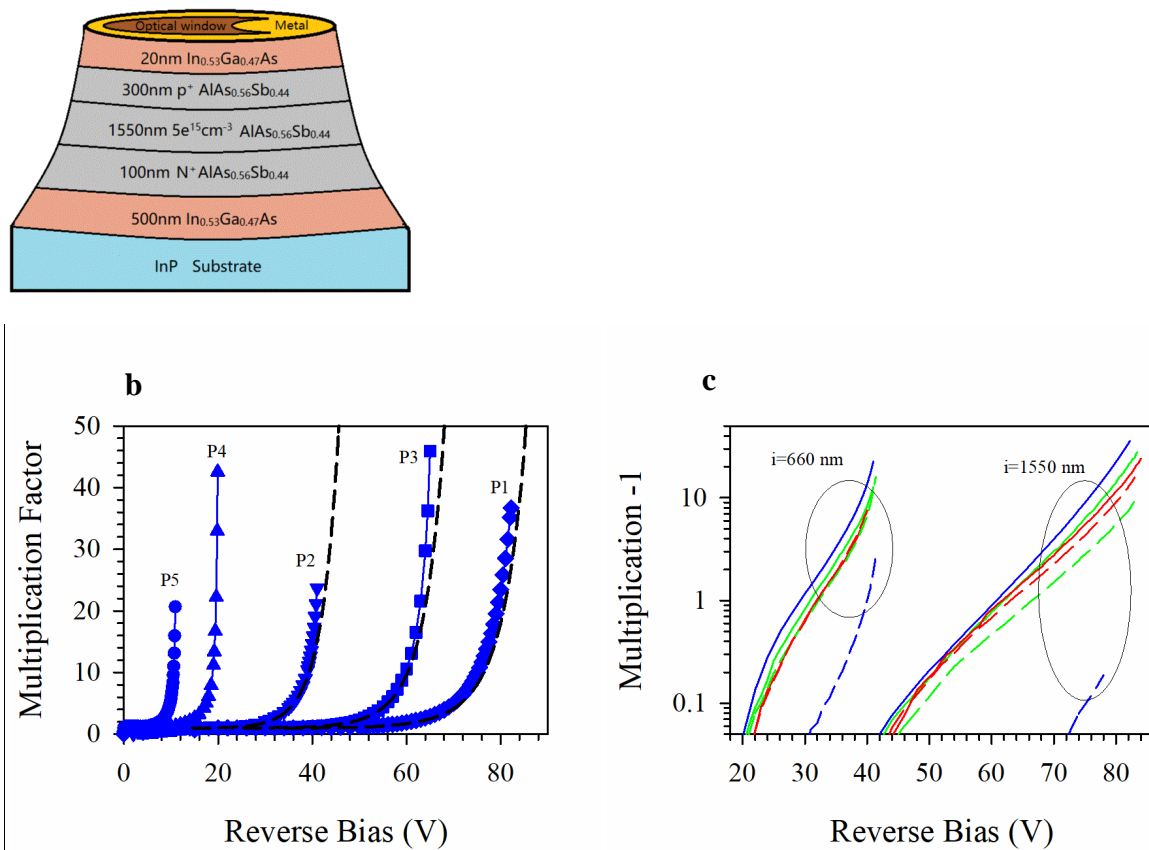 Optical window Metal
20nm In0.53Ga0.47As
300nm p+ AlAs0.56Sb0.44
1550nm 5e15cm-3 AlAs0.56Sb0.44
100nm N+ AlAs0.56Sb0.44
500nm In0.53Ga0.47As
InP Substrate
b
Multiplication Factor
50
40
30
20
10
0
P5
P4
P2
P3
P1
0 20 40 60 80
Reverse Bias (V)
c
Multiplication -1
10
1
0.1
i=660 nm
i=1550 nm
20 30 40 50 60 70 80
Reverse Bias (V)